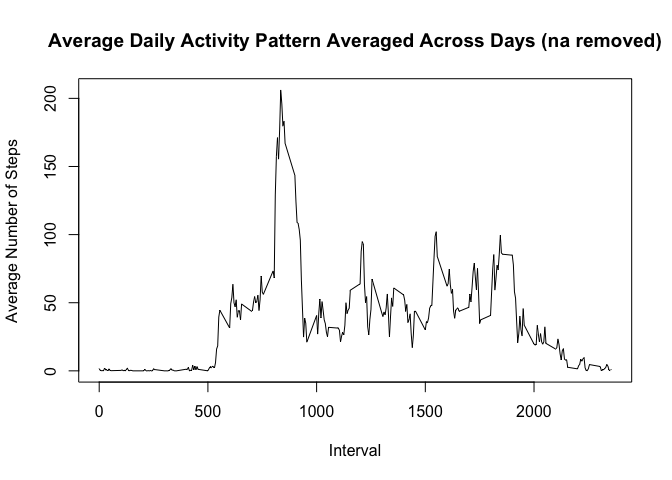 Average Daily Activity Pattern Averaged Across Days (na removed)
Average Number of Steps
200
150
100
50
0
0 500 1000 1500 2000
Interval